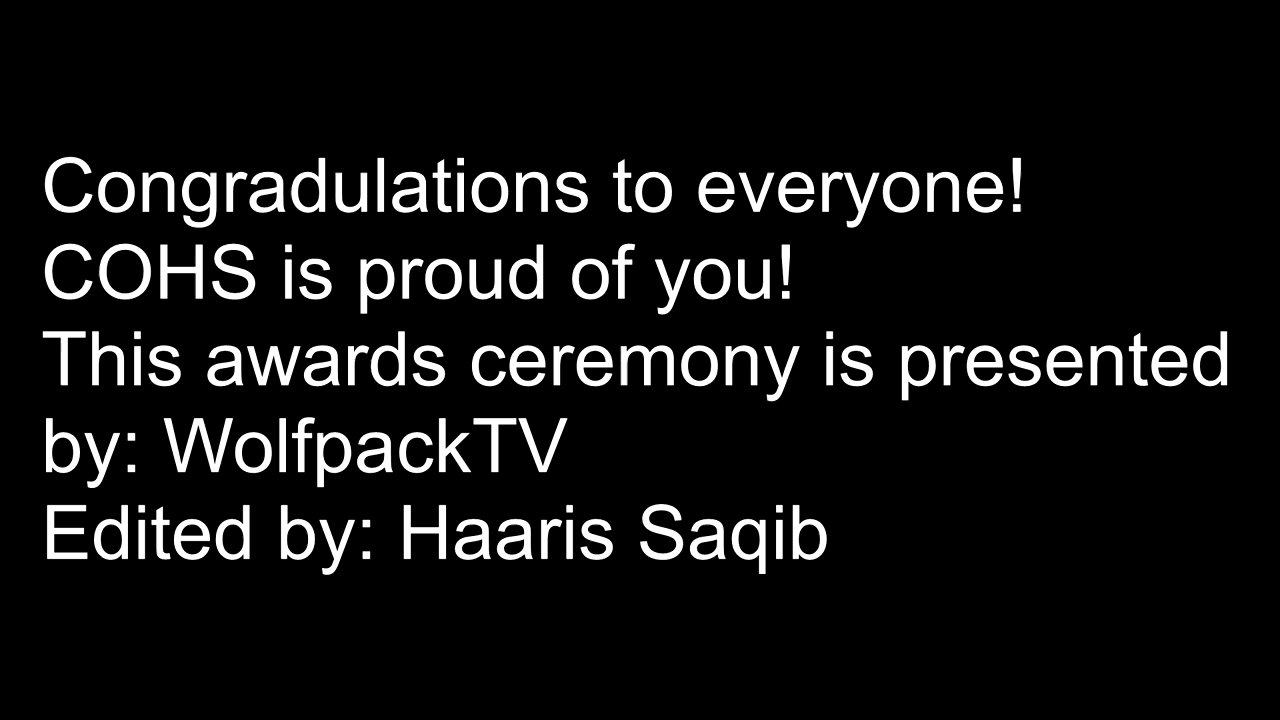 Congradulations to everyone!
COHS is proud of you!
This awards ceremony is presented
by: WolfpackTV
Edited by: Haaris Saqib